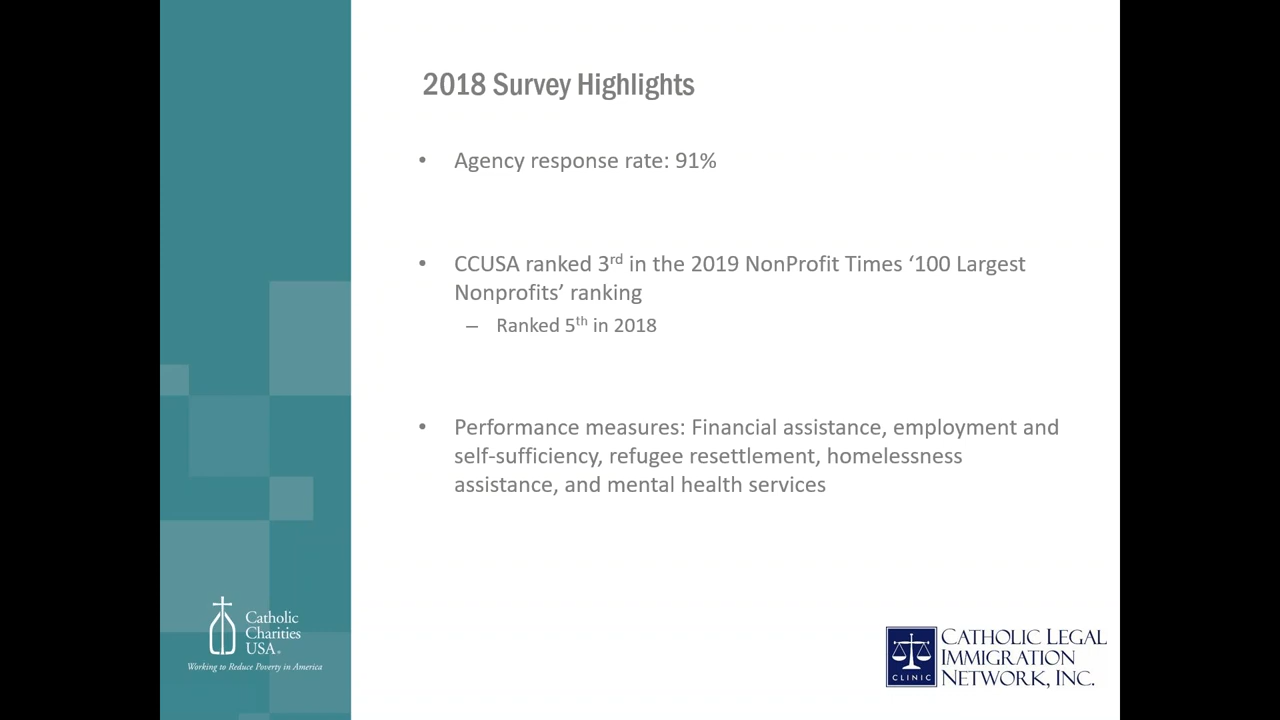 2018 Survey Highlights
• Agency response rate: 91%
• CCUSA ranked 3rd in the 2019 NonProfit Times ‘100 Largest
Nonprofits’ ranking
– Ranked 5th in 2018
• Performance measures: Financial assistance, employment and
self-sufficiency, refugee resettlement, homelessness
assistance, and mental health services
Catholic
Charities
USA®
Working to Reduce Poverty in America
CLINIC
CATHOLIC LEGAL
IMMIGRATION
NETWORK, INC.